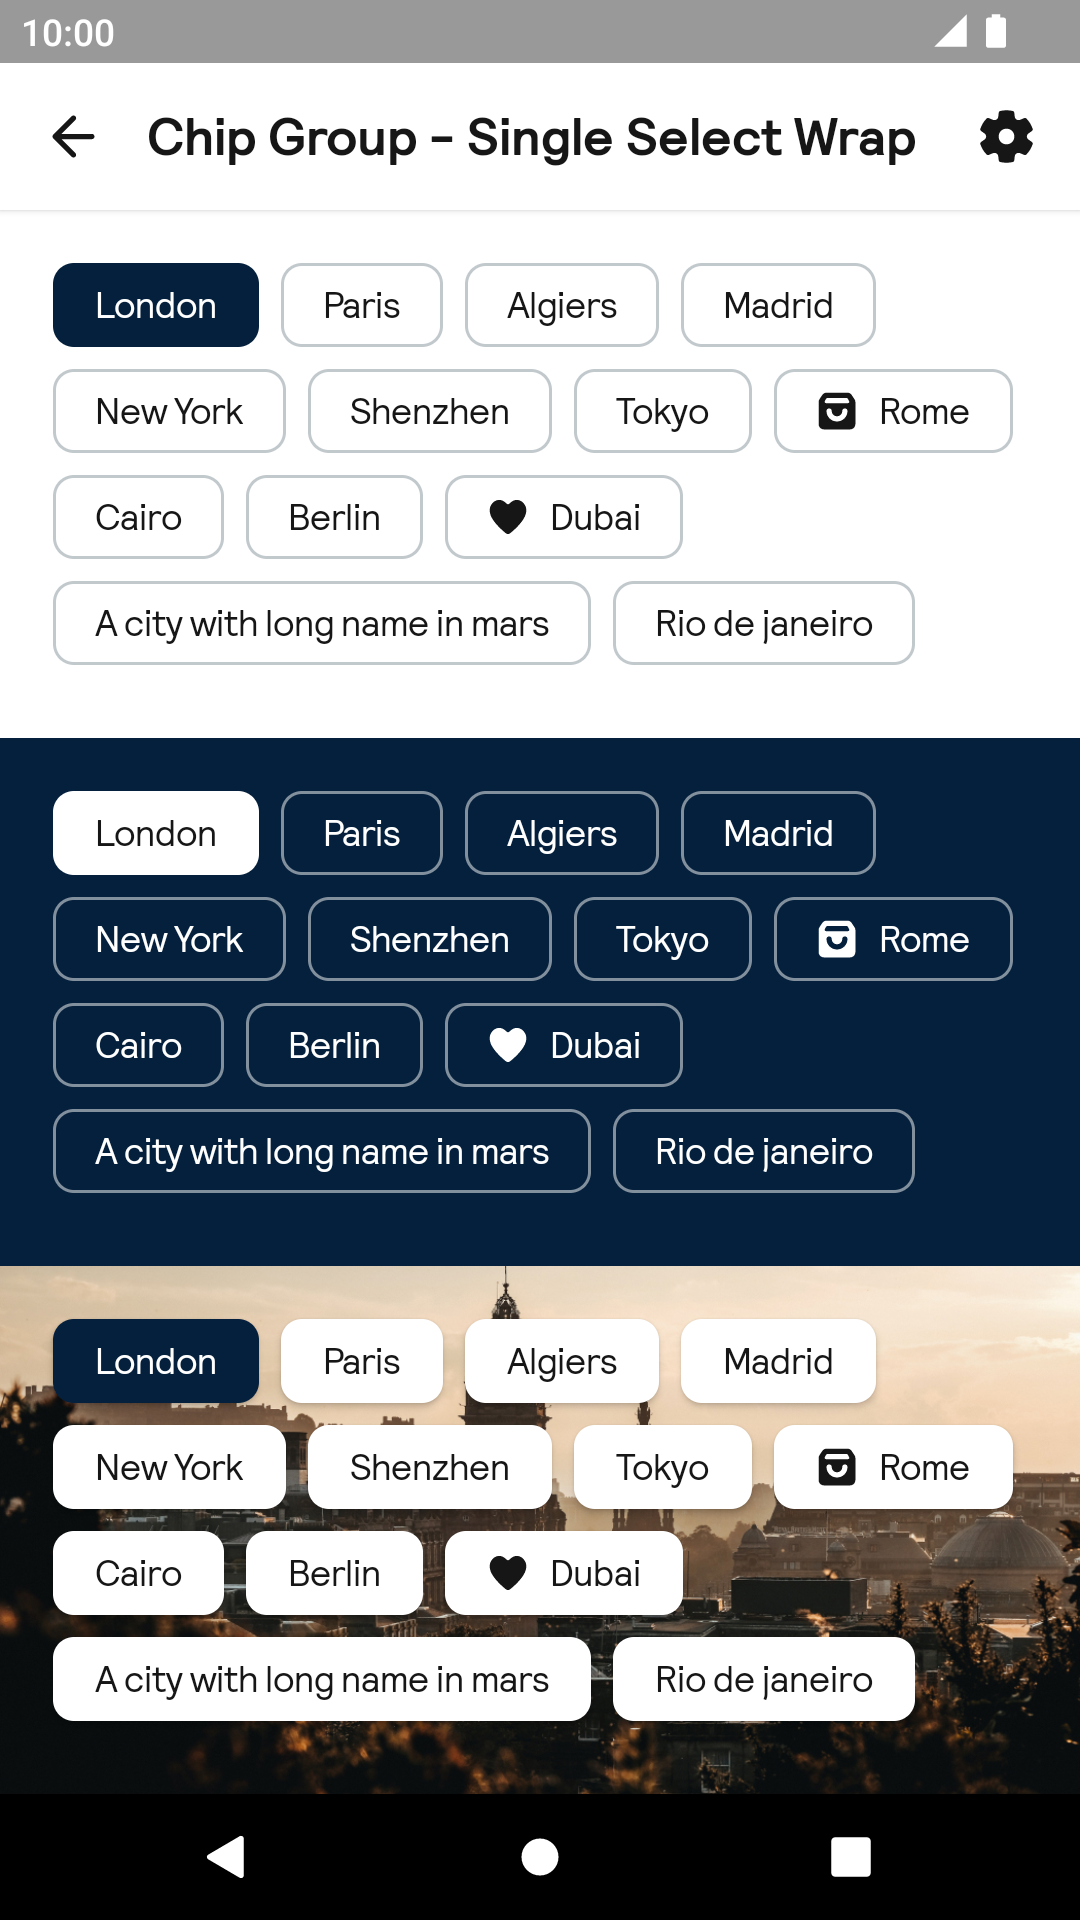 10:00
Chip Group - Single Select Wrap
London Paris Algiers Madrid
New York Shenzhen Tokyo Rome
Cairo Berlin Dubai
A city with long name in mars Rio de janeiro
London Paris Algiers Madrid
New York Shenzhen Tokyo Rome
Cairo Berlin Dubai
A city with long name in mars Rio de janeiro
London Paris Algiers Madrid
New York Shenzhen Tokyo Rome
Cairo Berlin Dubai
A city with long name in mars Rio de janeiro